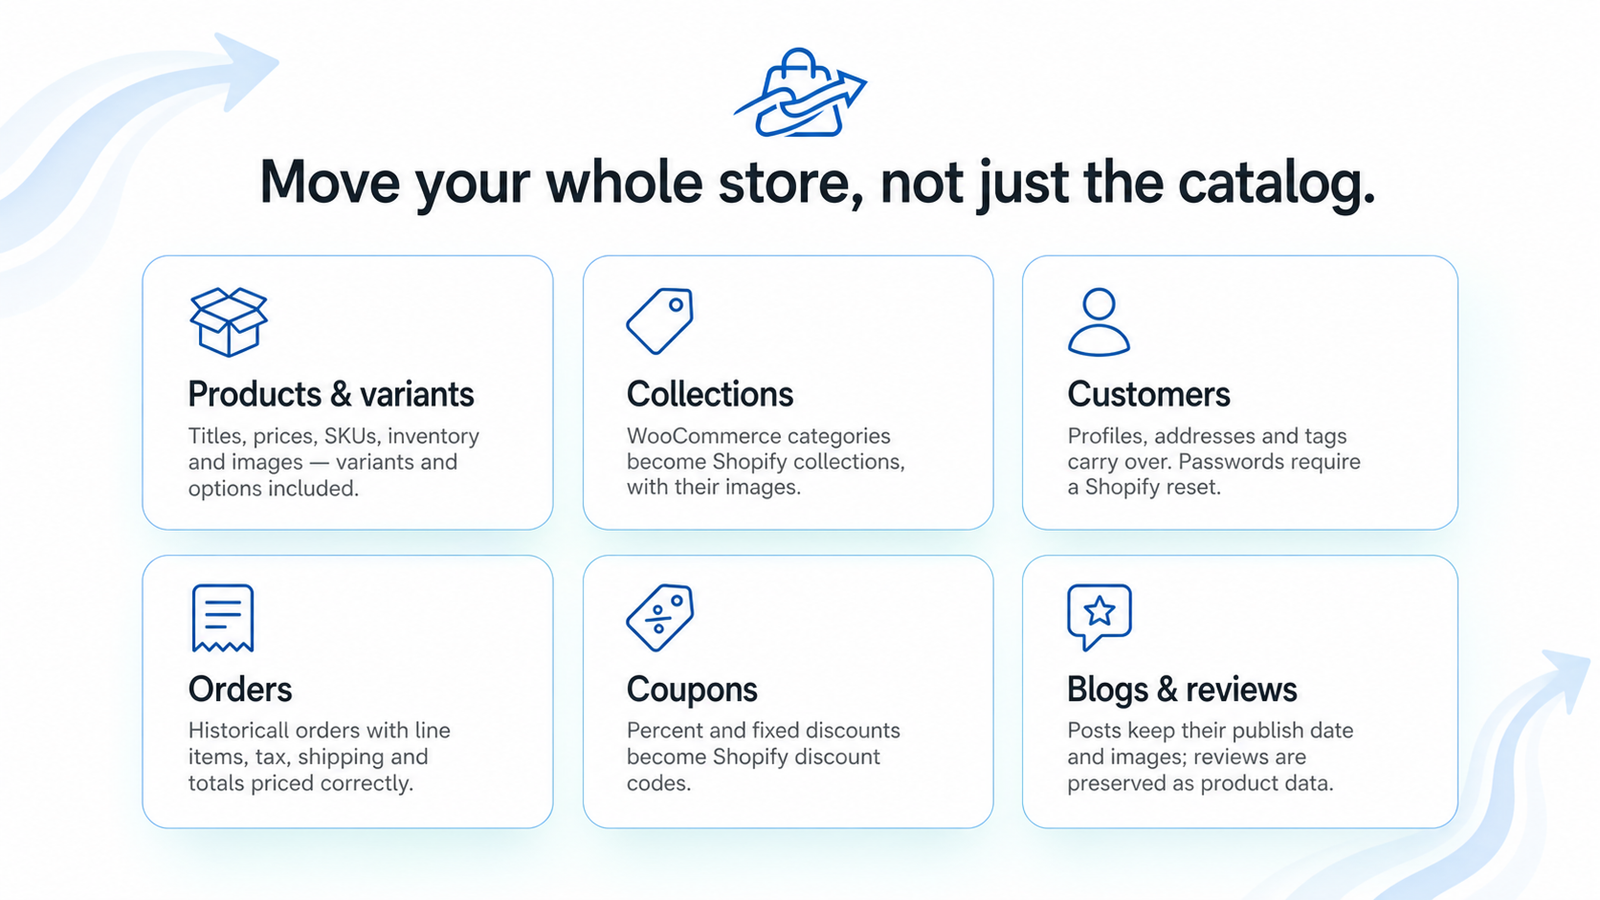 Move your whole store, not just the catalog.
Products & variants
Titles, prices, SKUs, inventory
and images — variants and
options included.
Collections
WooCommerce categories
become Shopify collections,
with their images.
Customers
Profiles, addresses and tags
carry over. Passwords require
a Shopify reset.
Orders
Historicall orders with line
items, tax, shipping and
totals priced correctly.
Coupons
Percent and fixed discounts
become Shopify discount
codes.
Blogs & reviews
Posts keep their publish date
and images; reviews are
preserved as product data.